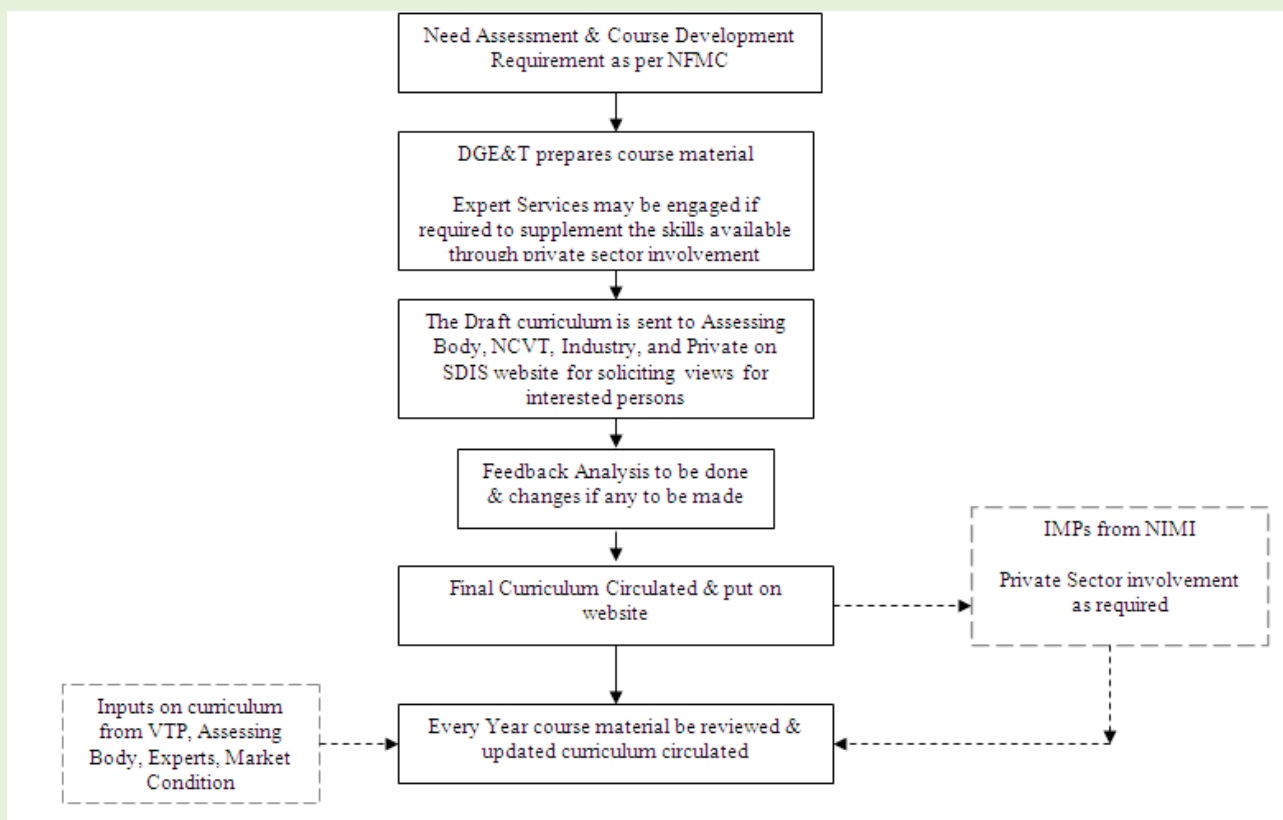 Need Assessment & Course Development
Requirement as per NFMC
DGE&T prepares course material
Expert Services may be engaged if
required to supplement the skills available
through private sector involvement
The Draft curriculum is sent to Assessing
Body, NCVT, Industry, and Private on
SDIS website for soliciting views for
interested persons
Feedback Analysis to be done
& changes if any to be made
Final Curriculum Circulated & put on
website
IMPs from NIMI
Private Sector involvement
as required
Inputs on curriculum
from VTP, Assessing
Body, Experts, Market
Condition
Every Year course material be reviewed &
updated curriculum circulated